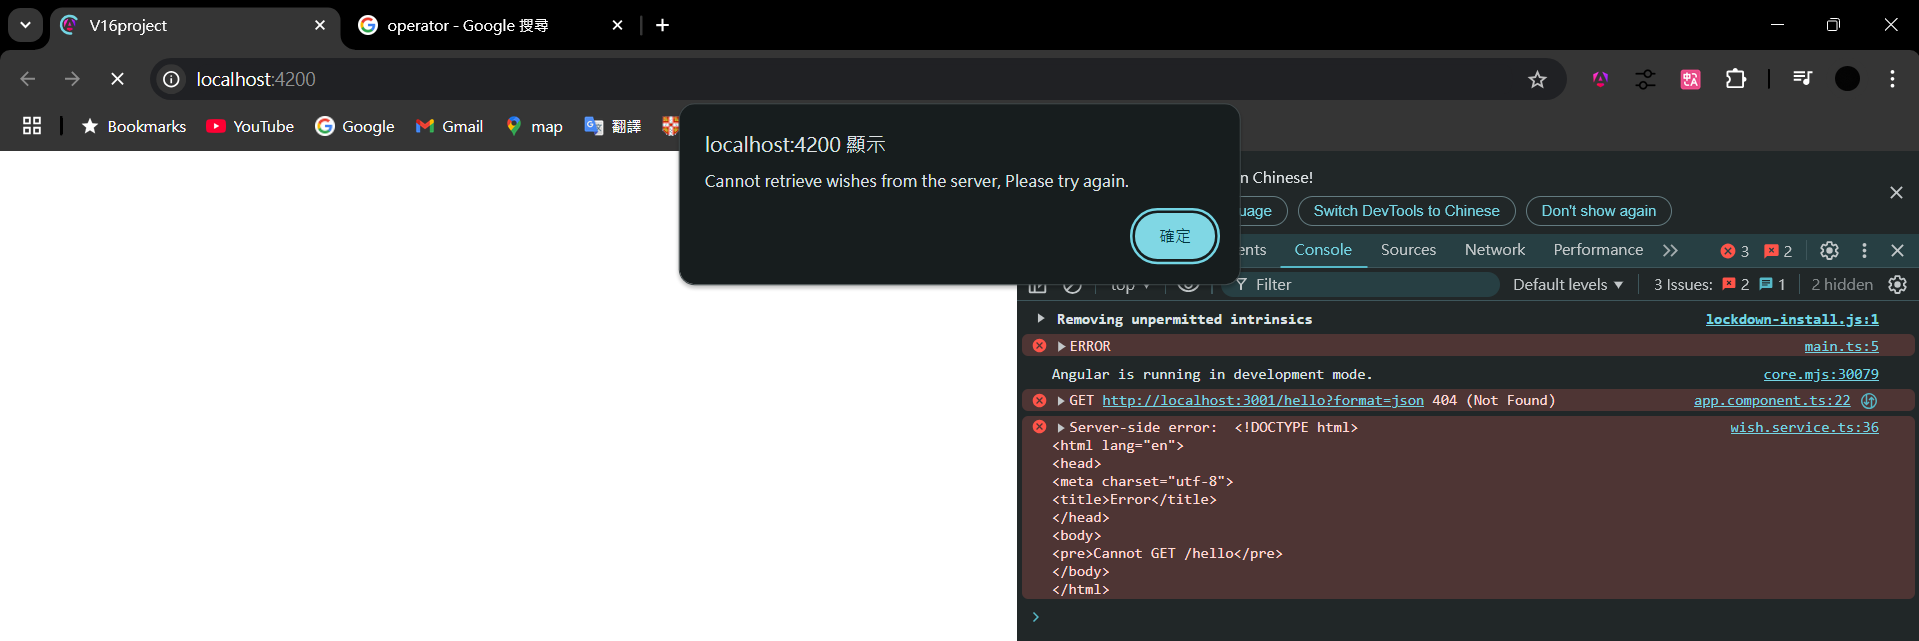 V16project
operator - Google 搜尋
localhost:4200
Bookmarks
YouTube
Google
Gmail
map
翻譯
localhost:4200 顯示
Cannot retrieve wishes from the server, Please try again.
確定
n Chinese!
uage
Switch DevTools to Chinese
Don't show again
ents
Console
Sources
Network
Performance
3
2
top
Filter
Default levels
3 Issues:
2
1
2 hidden
Removing unpermitted intrinsics
lockdown-install.js:1
ERROR
main.ts:5
Angular is running in development mode.
core.mjs:30079
GET http://localhost:3001/hello?format=json 404 (Not Found)
app.component.ts:22
Server-side error:  <!DOCTYPE html>
wish.service.ts:36
<html lang="en">
<head>
<meta charset="utf-8">
<title>Error</title>
</head>
<body>
<pre>Cannot GET /hello</pre>
</body>
</html>